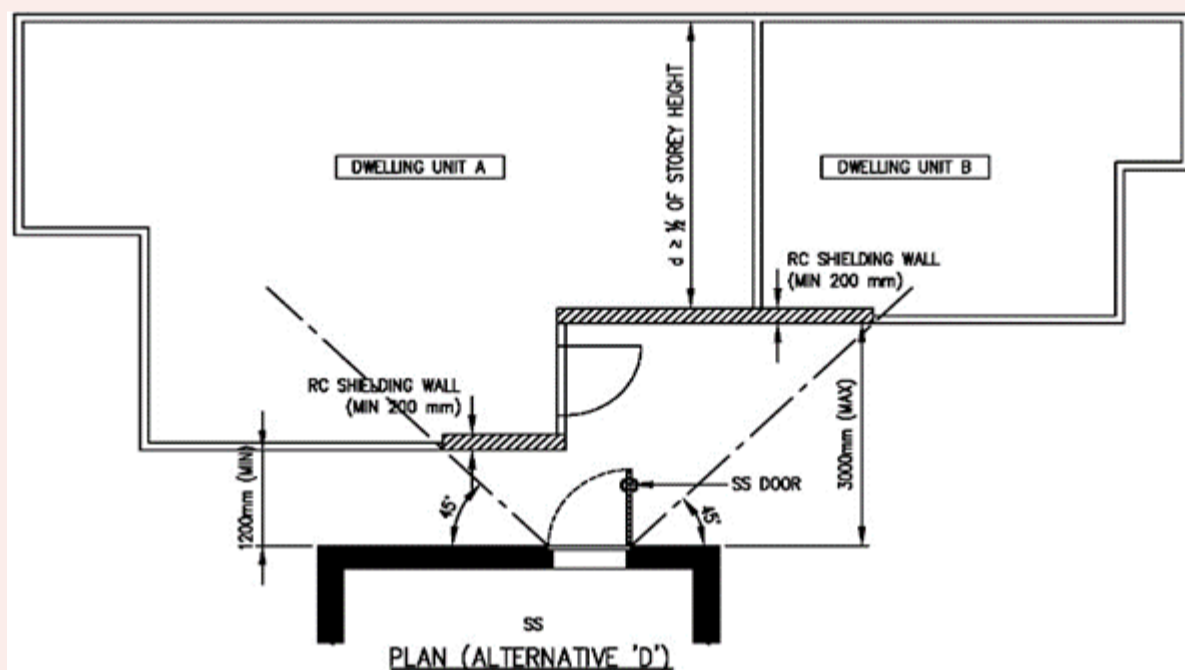 DWELLING UNIT A
d ≥ ½ OF STOREY HEIGHT
DWELLING UNIT B
RC SHIELDING WALL
(MIN 200 mm)
RC SHIELDING WALL
(MIN 200 mm)
1200mm (MIN)
45°
SS DOOR
45°
3000mm (MAX)
SS
PLAN (ALTERNATIVE 'D')